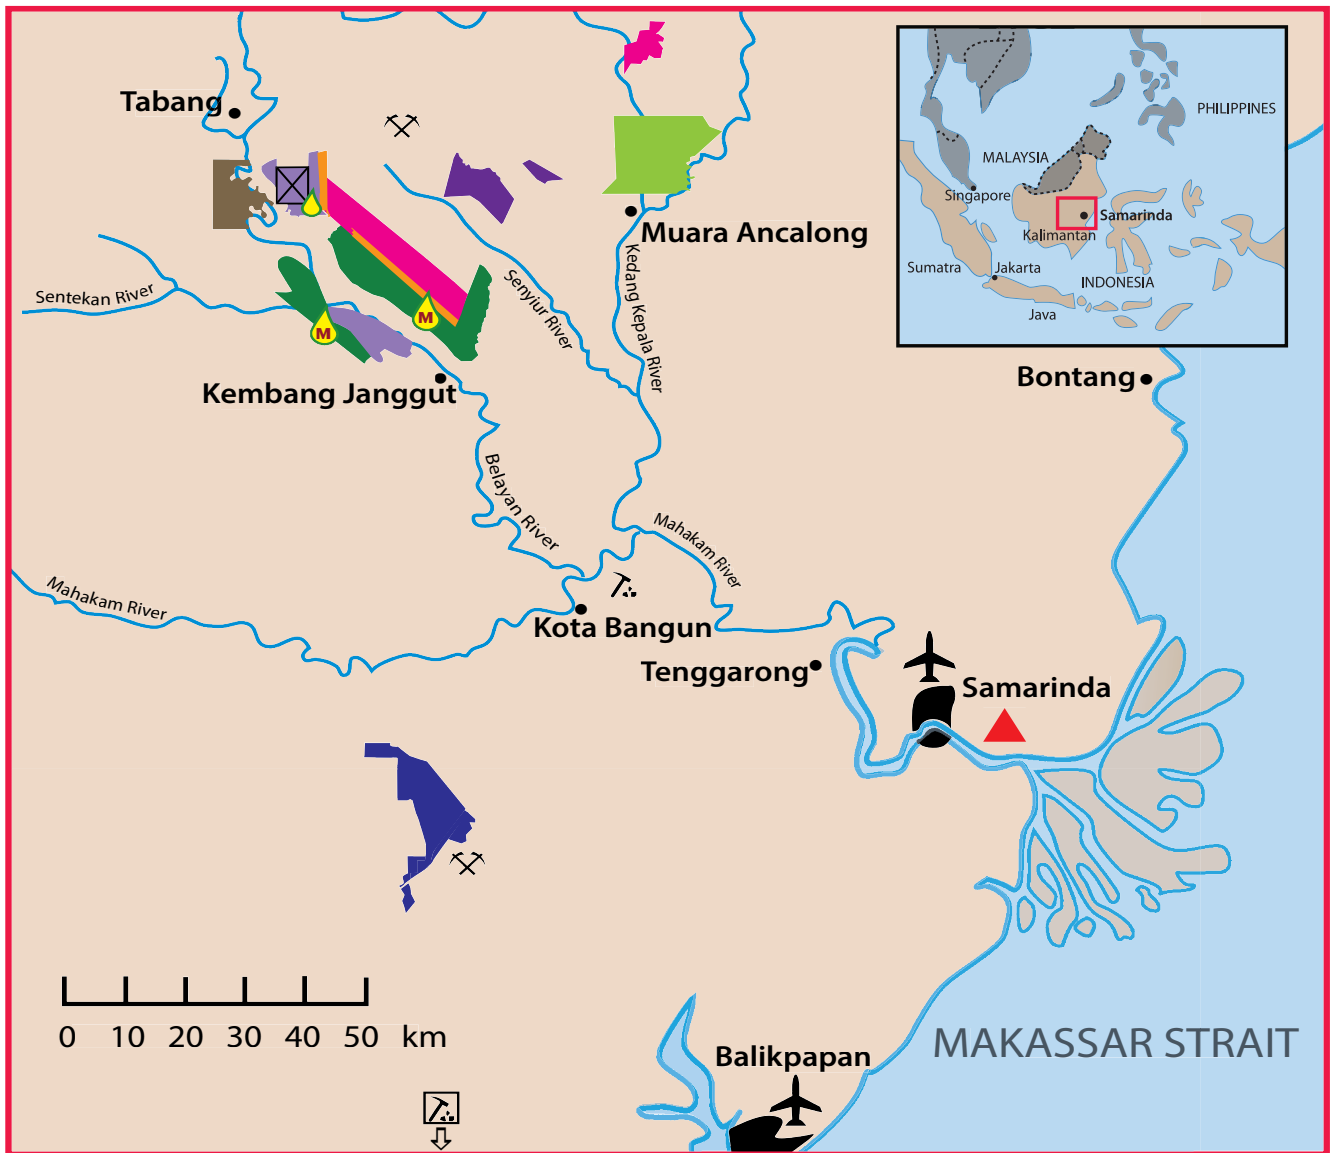 Tabang
PHILIPPINES
MALAYSIA
Singapore
Samarinda
Kalimantan
Sumatra
Jakarta
INDONESIA
Java
Muara Ancalong
Sentekan River
Senyiur River
Kedang Kepala River
M
M
Kembang Janggut
Bontang
Belayan River
Mahakam River
Mahakam River
Kota Bangun
Tenggarong
Samarinda
0 10 20 30 40 50 km
MAKASSAR STRAIT
Balikpapan